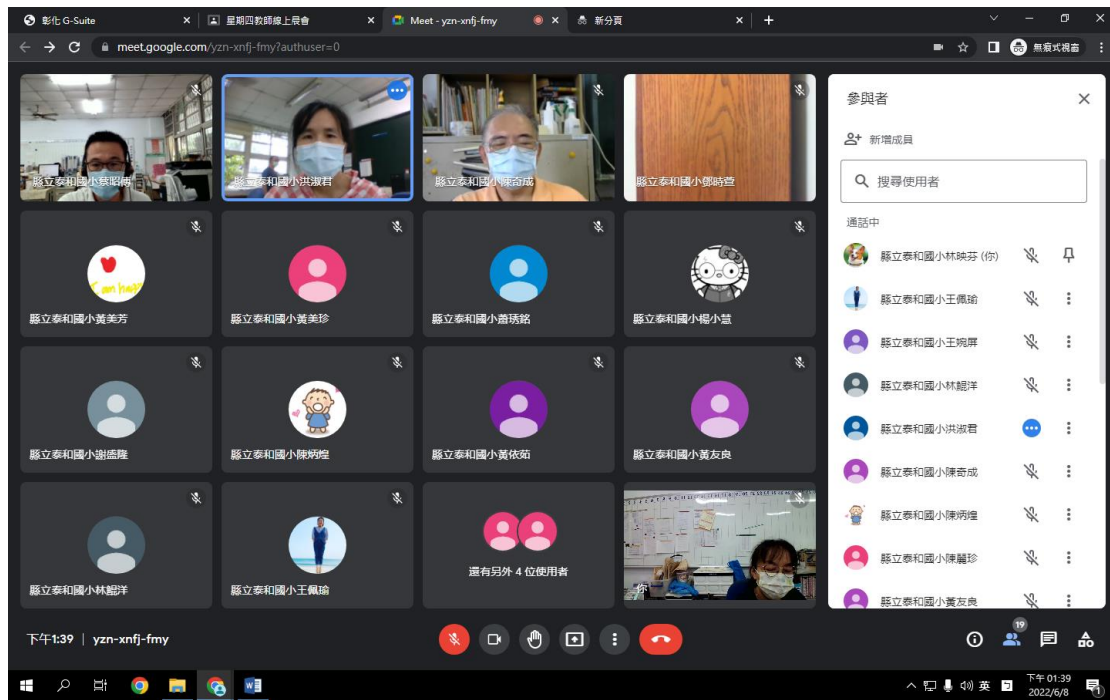 彰化 G-Suite
星期四教師線上晨會
Meet - yzn-xnfj-fmy
新分頁
meet.google.com/yzn-xnfj-fmy?authuser=0
無痕式視窗
縣立泰和國小蔡昭傳
縣立泰和國小洪淑君
縣立泰和國小陳奇成
縣立泰和國小鄧時萱
I am happy
縣立泰和國小黃美芳
縣立泰和國小黃美珍
縣立泰和國小蕭琇銘
縣立泰和國小楊小慧
縣立泰和國小謝盛隆
縣立泰和國小陳炳煌
縣立泰和國小黃依茹
縣立泰和國小黃友良
縣立泰和國小林錕洋
縣立泰和國小王佩瑜
還有另外 4 位使用者
你
參與者
新增成員
搜尋使用者
通話中
縣立泰和國小林映芬 (你)
縣立泰和國小王佩瑜
縣立泰和國小王婉屏
縣立泰和國小林錕洋
縣立泰和國小洪淑君
縣立泰和國小陳奇成
縣立泰和國小陳炳煌
縣立泰和國小陳麗珍
縣立泰和國小黃友良
下午1:39 | yzn-xnfj-fmy
19
英
下午 01:39
2022/6/8
1